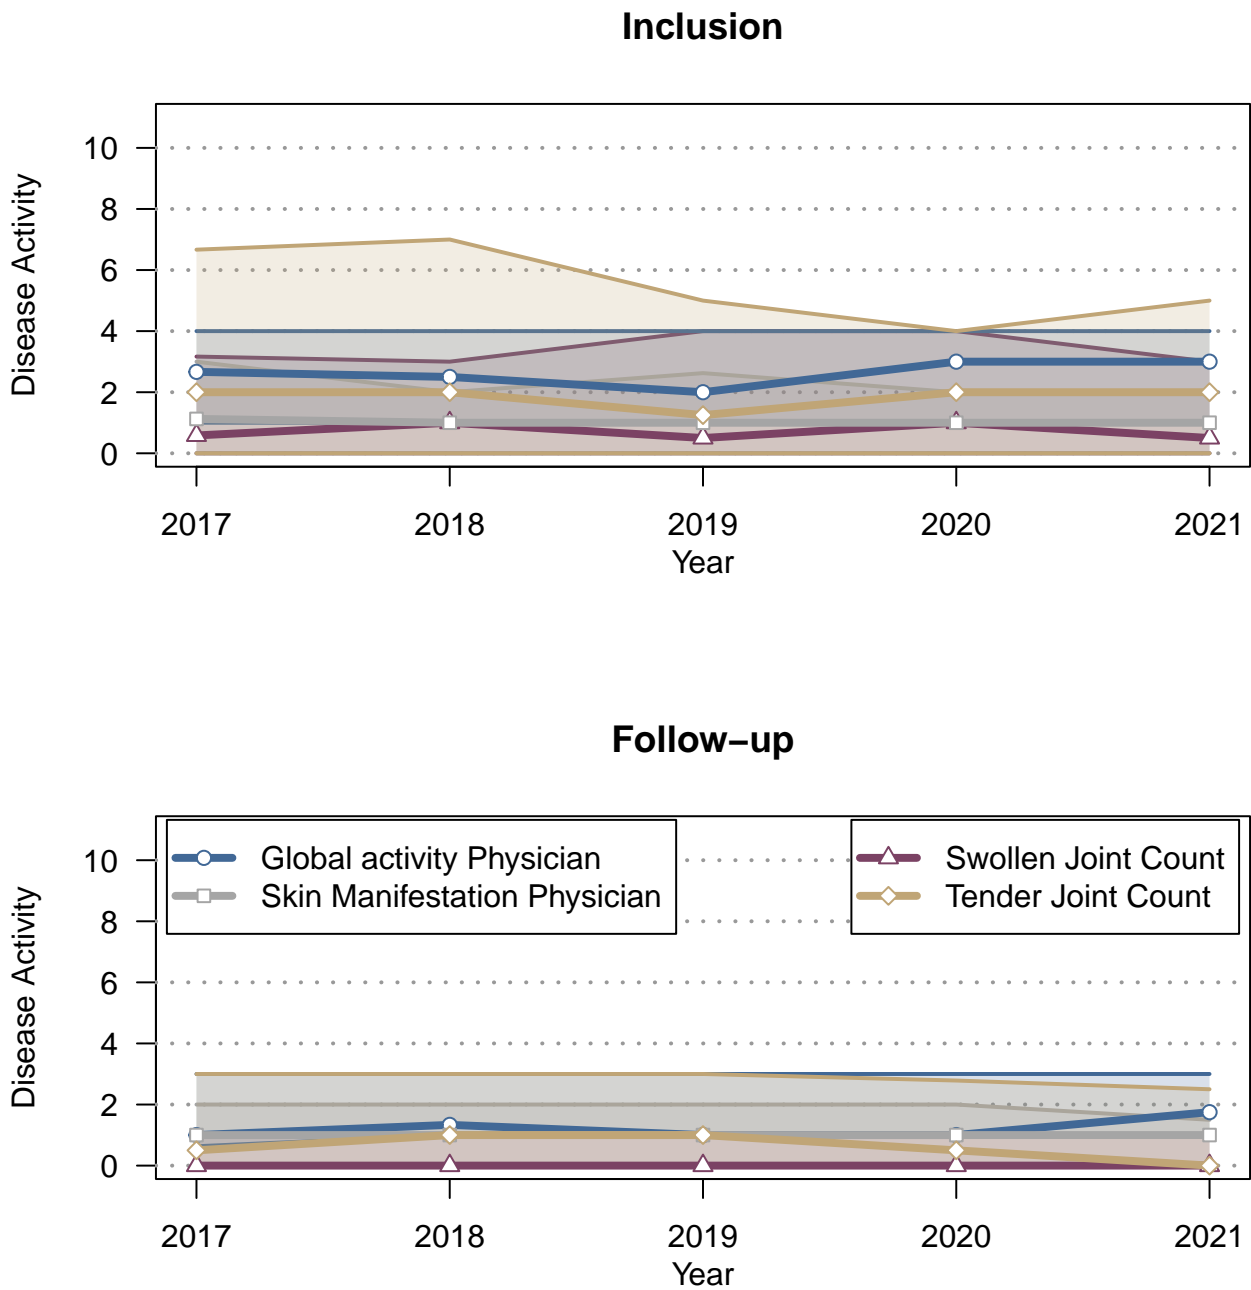 Inclusion
Disease Activity
10
8
6
4
2
0
2017 2018 2019 2020 2021
Year
Follow−up
Disease Activity
10
8
6
4
2
0
Global activity Physician
Skin Manifestation Physician
Swollen Joint Count
Tender Joint Count
2017 2018 2019 2020 2021
Year